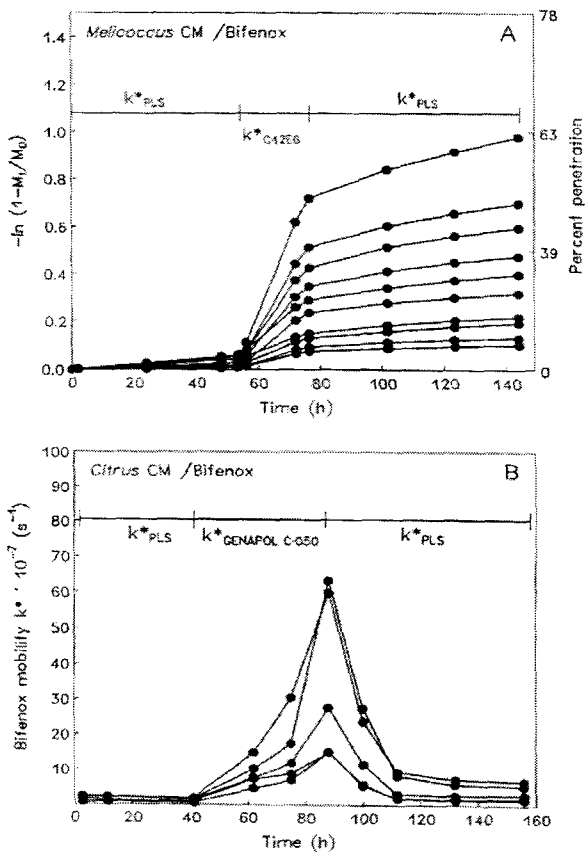 Melicoccus CM /Bifenox
A
78
1.4
1.2
k*PLS
k*PLS
k*C12E6
1.0
63
0.8
0.6
39
0.4
0.2
0.0
0
-ln (1-Mt/M0)
Percent penetration
0 20 40 60 80 100 120 140
Time (h)
100
Citrus CM /Bifenox
B
90
80
k*PLS
k*GENAPOL C-050
k*PLS
70
60
50
40
30
20
10
Bifenox mobility k* · 10⁻⁷ (s⁻¹)
0 20 40 60 80 100 120 140 160
Time (h)